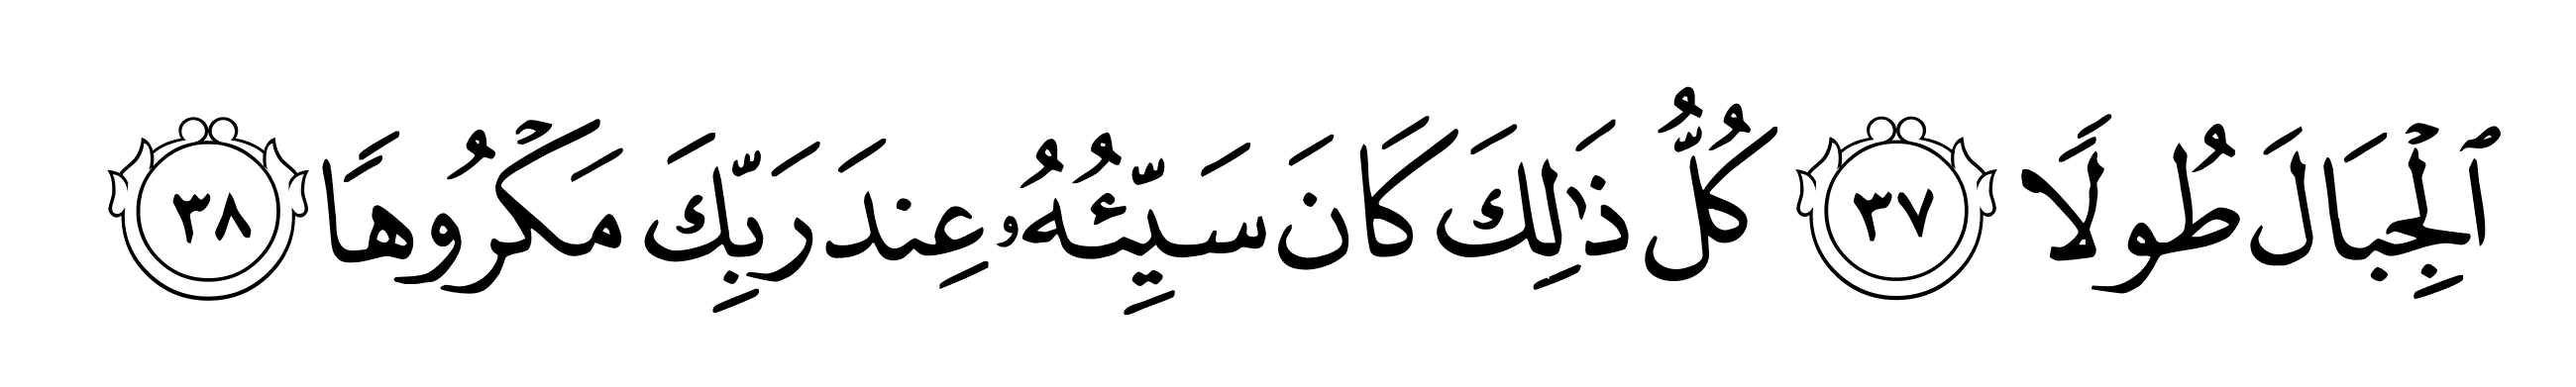 ٱلْجِبَالَ طُولًا ٣٧ كُلُّ ذَٰلِكَ كَانَ سَيِّئُهُۥ عِندَ رَبِّكَ مَكْرُوهًا ٣٨